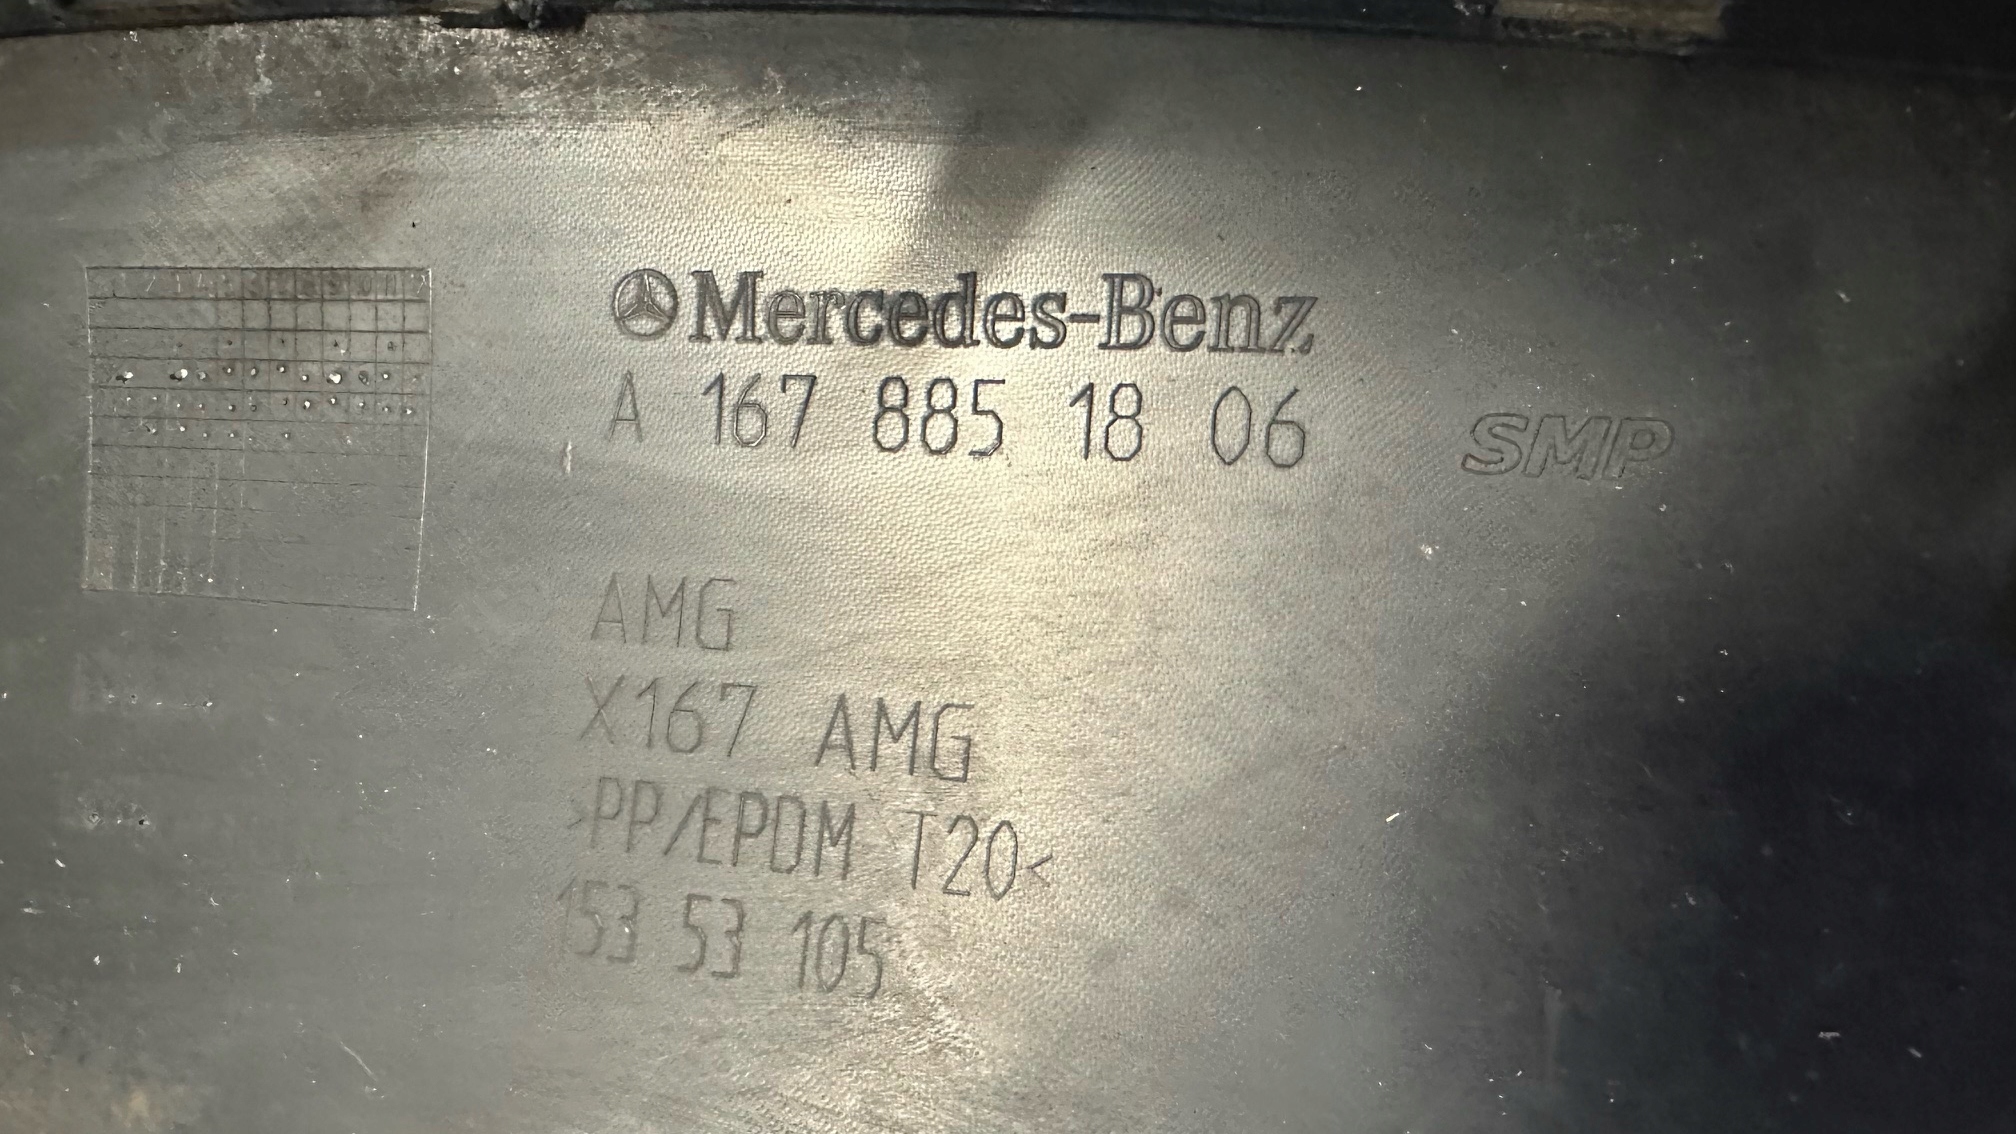 Mercedes-Benz
A 167 885 18 06
SMP
AMG
X167 AMG
>PP/EPDM T20<
153 53 105